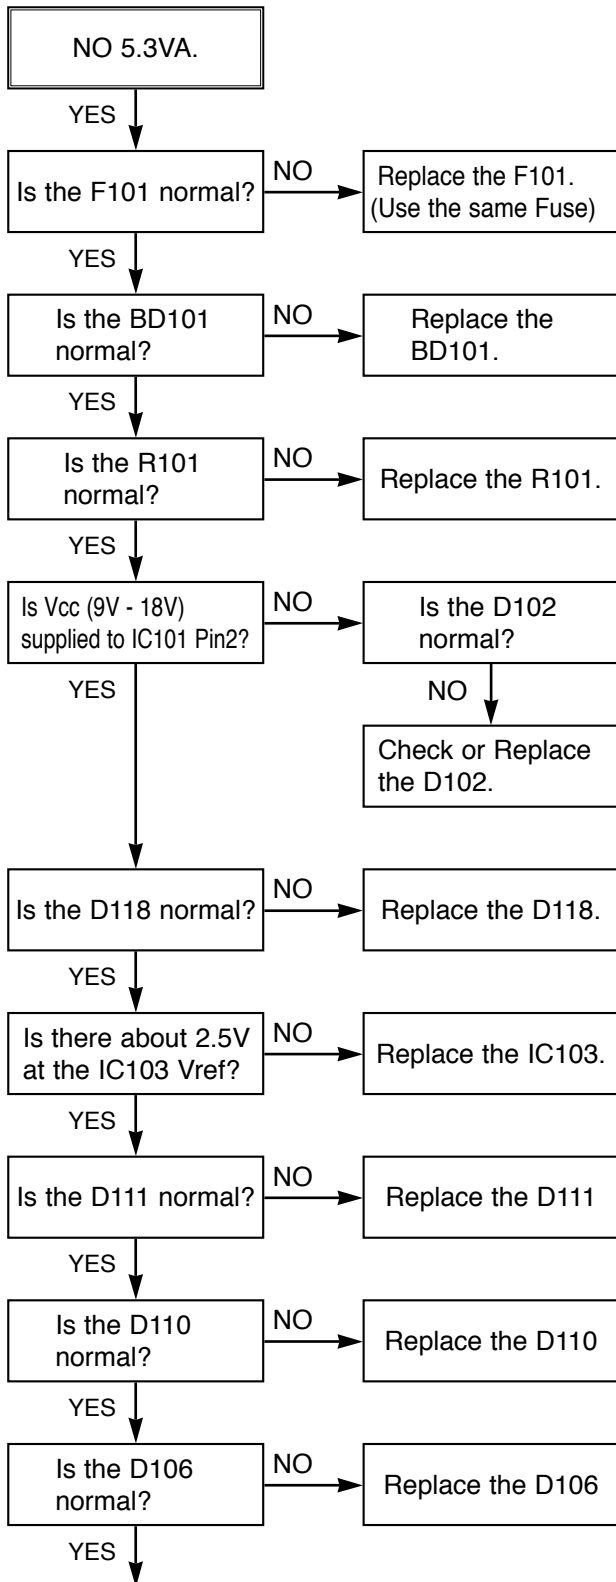 NO 5.3VA.
YES
Is the F101 normal?
NO
Replace the F101.
(Use the same Fuse)
YES
Is the BD101
normal?
NO
Replace the
BD101.
YES
Is the R101
normal?
NO
Replace the R101.
YES
Is Vcc (9V - 18V)
supplied to IC101 Pin2?
NO
Is the D102
normal?
NO
Check or Replace
the D102.
YES
Is the D118 normal?
NO
Replace the D118.
YES
Is there about 2.5V
at the IC103 Vref?
NO
Replace the IC103.
YES
Is the D111 normal?
NO
Replace the D111
YES
Is the D110
normal?
NO
Replace the D110
YES
Is the D106
normal?
NO
Replace the D106
YES